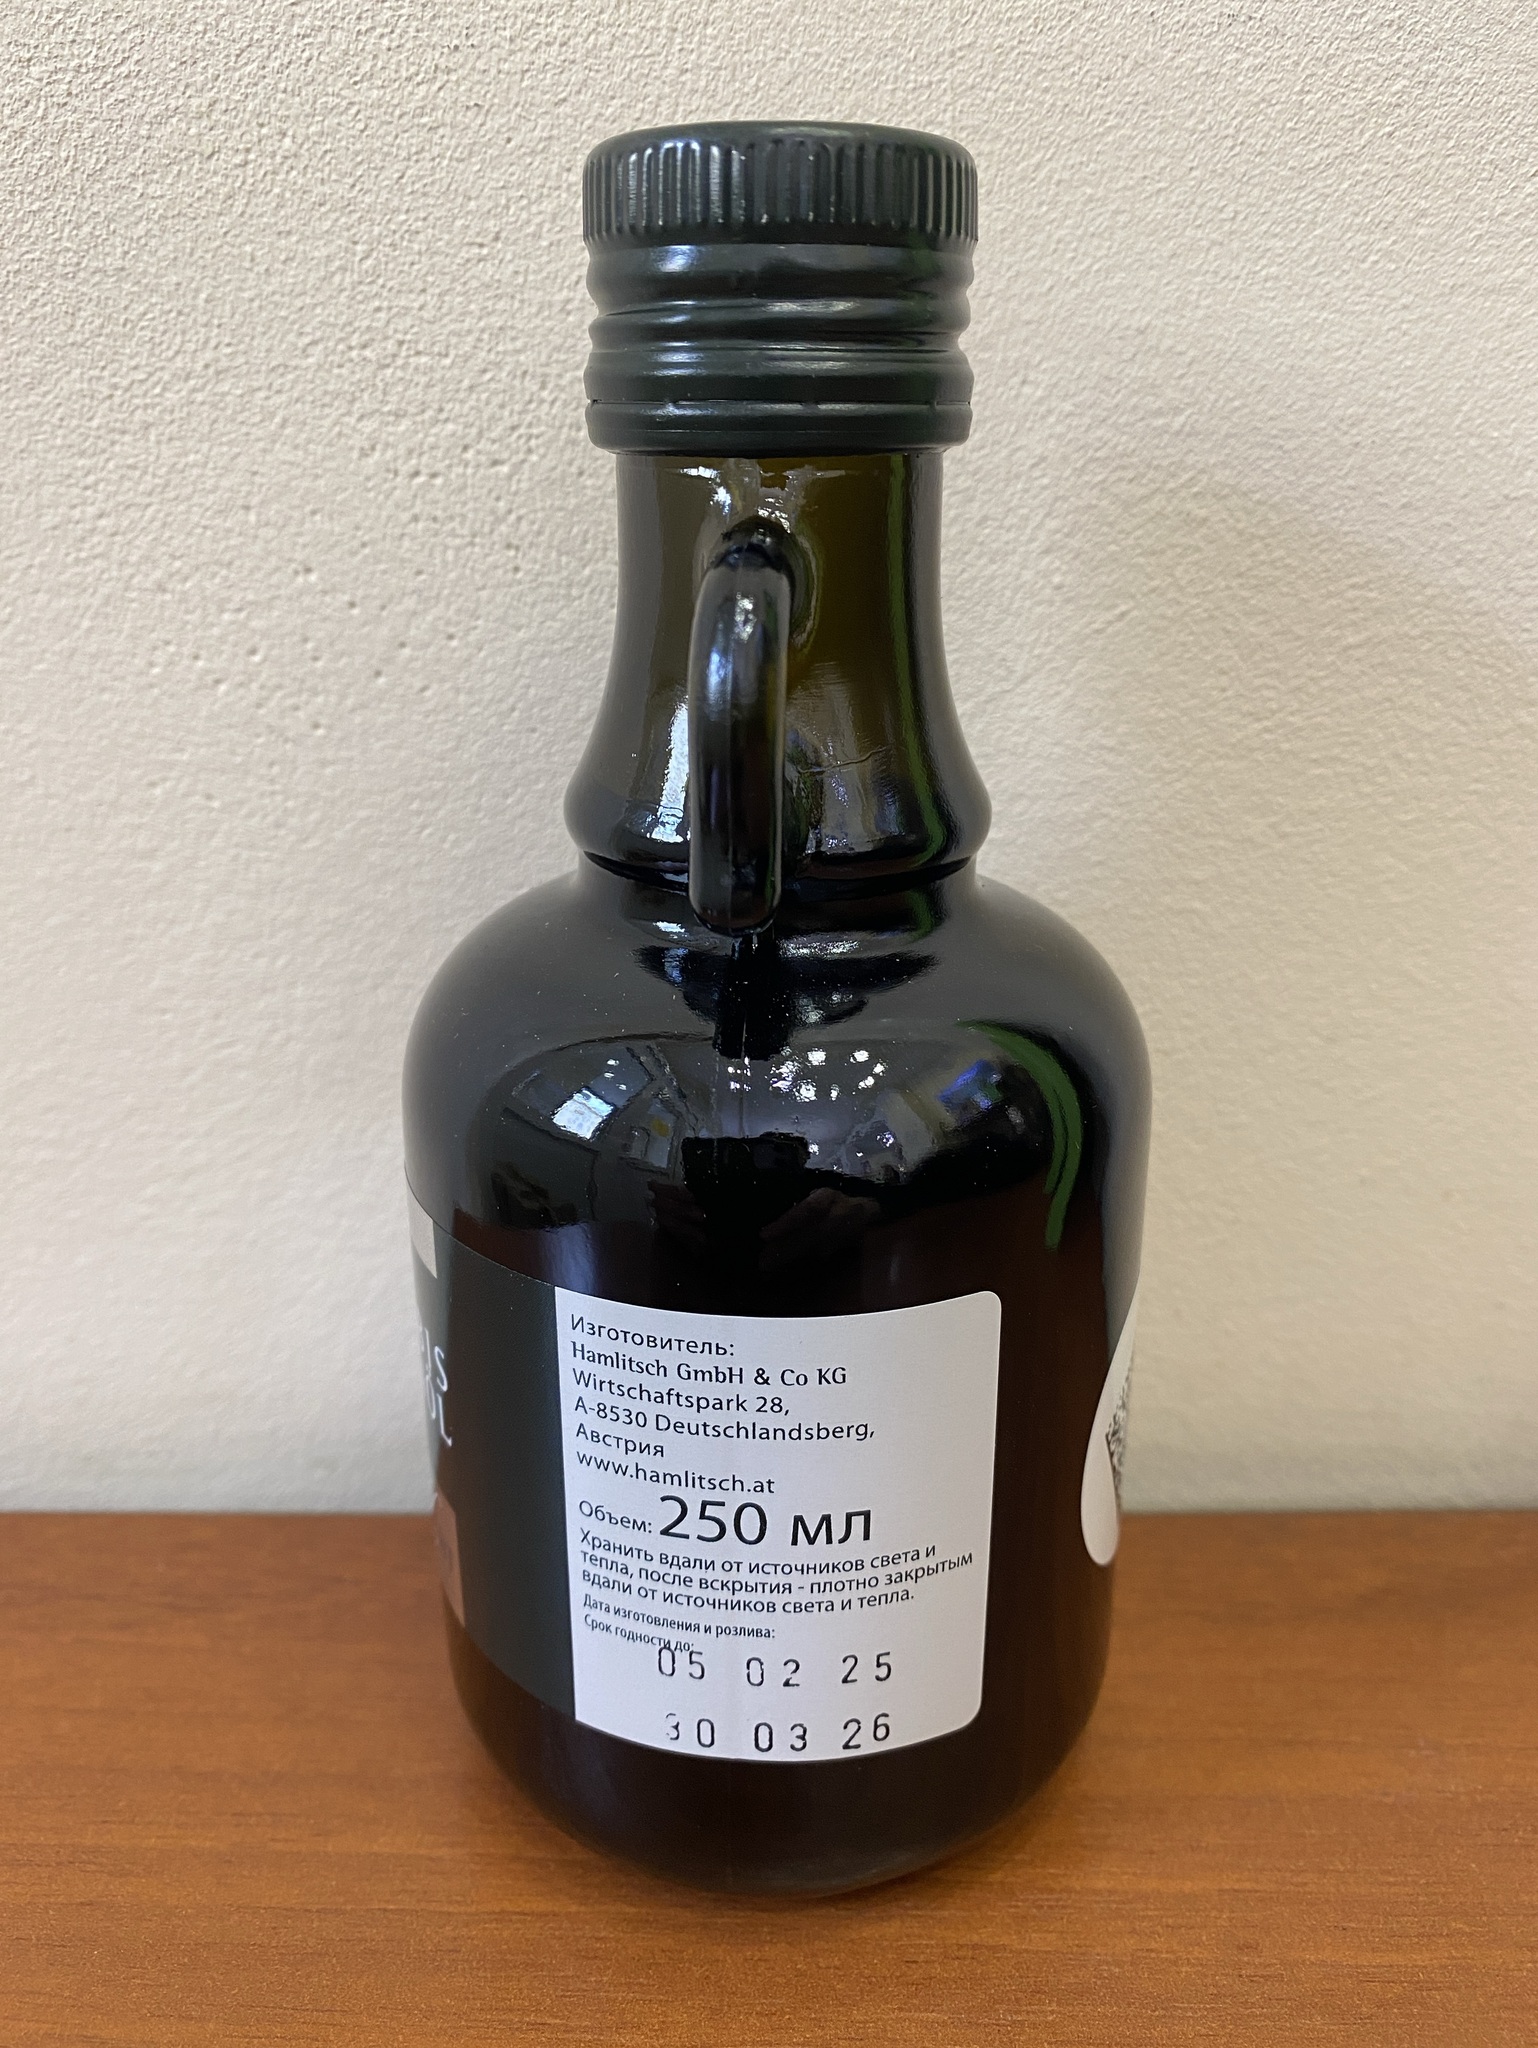 Изготовитель:
Hamlitsch GmbH & Co KG
Wirtschaftspark 28,
A-8530 Deutschlandsberg,
Австрия
www.hamlitsch.at
Объем: 250 мл
Хранить вдали от источников света и
тепла, после вскрытия - плотно закрытым
вдали от источников света и тепла.
Дата изготовления и розлива:
Срок годности до:
05 02 25
30 03 26